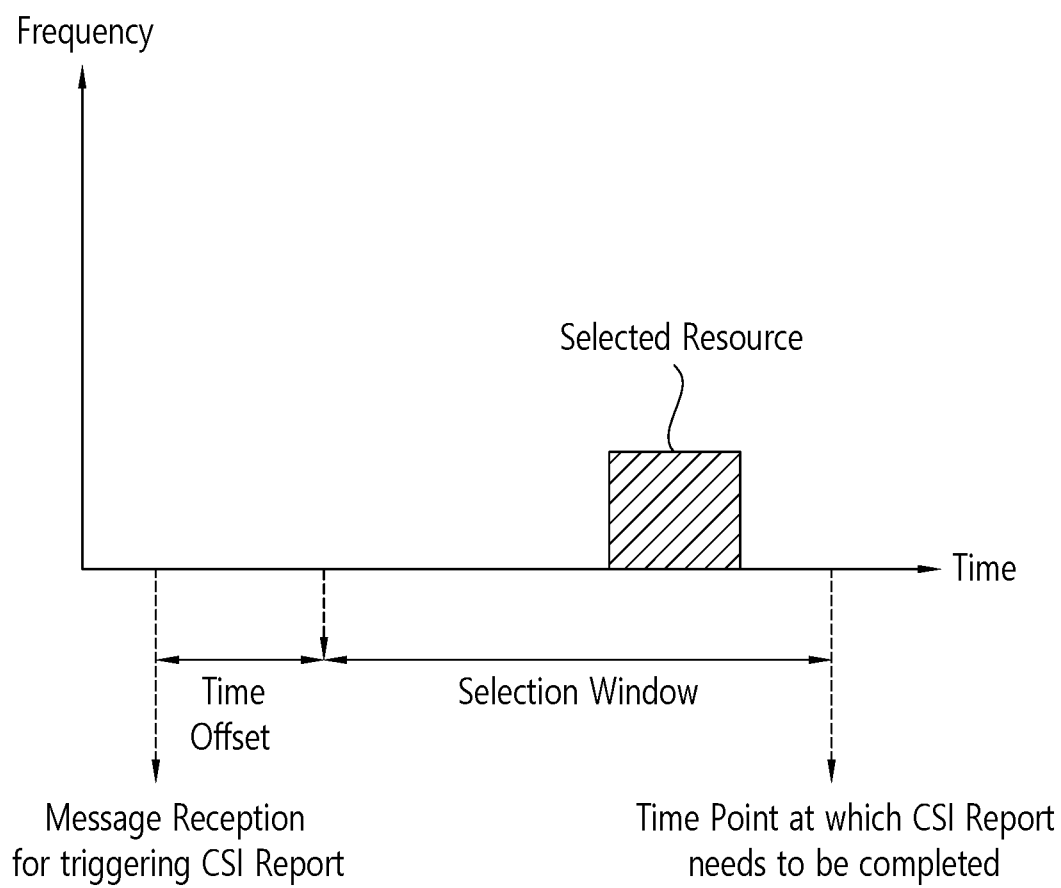 Frequency
Selected Resource
Time
Time
Offset
Selection Window
Message Reception
for triggering CSI Report
Time Point at which CSI Report
needs to be completed